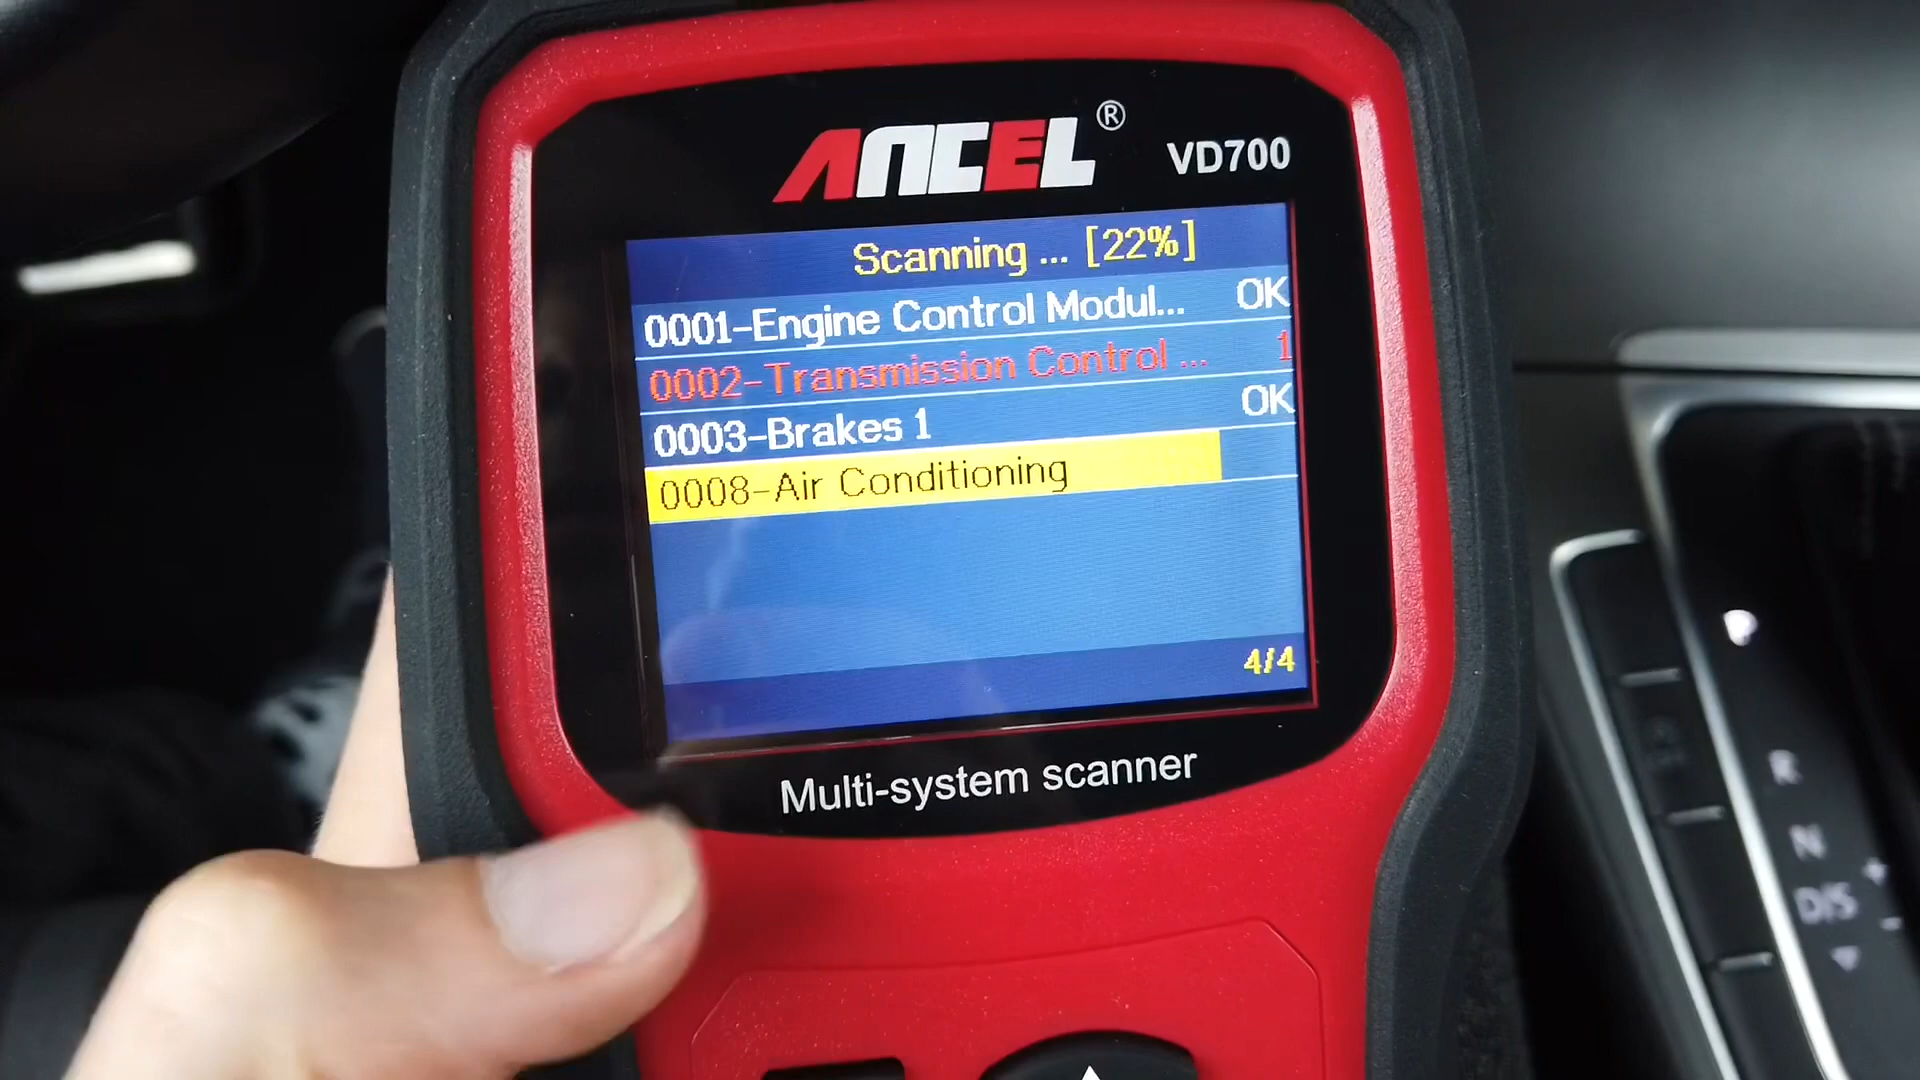 ANCEL®
VD700
Scanning ... [22%]
0001-Engine Control Modul... OK
0002-Transmission Control ... 1
0003-Brakes 1 OK
0008-Air Conditioning
4/4
Multi-system scanner
P
R
N
D/S
+
-